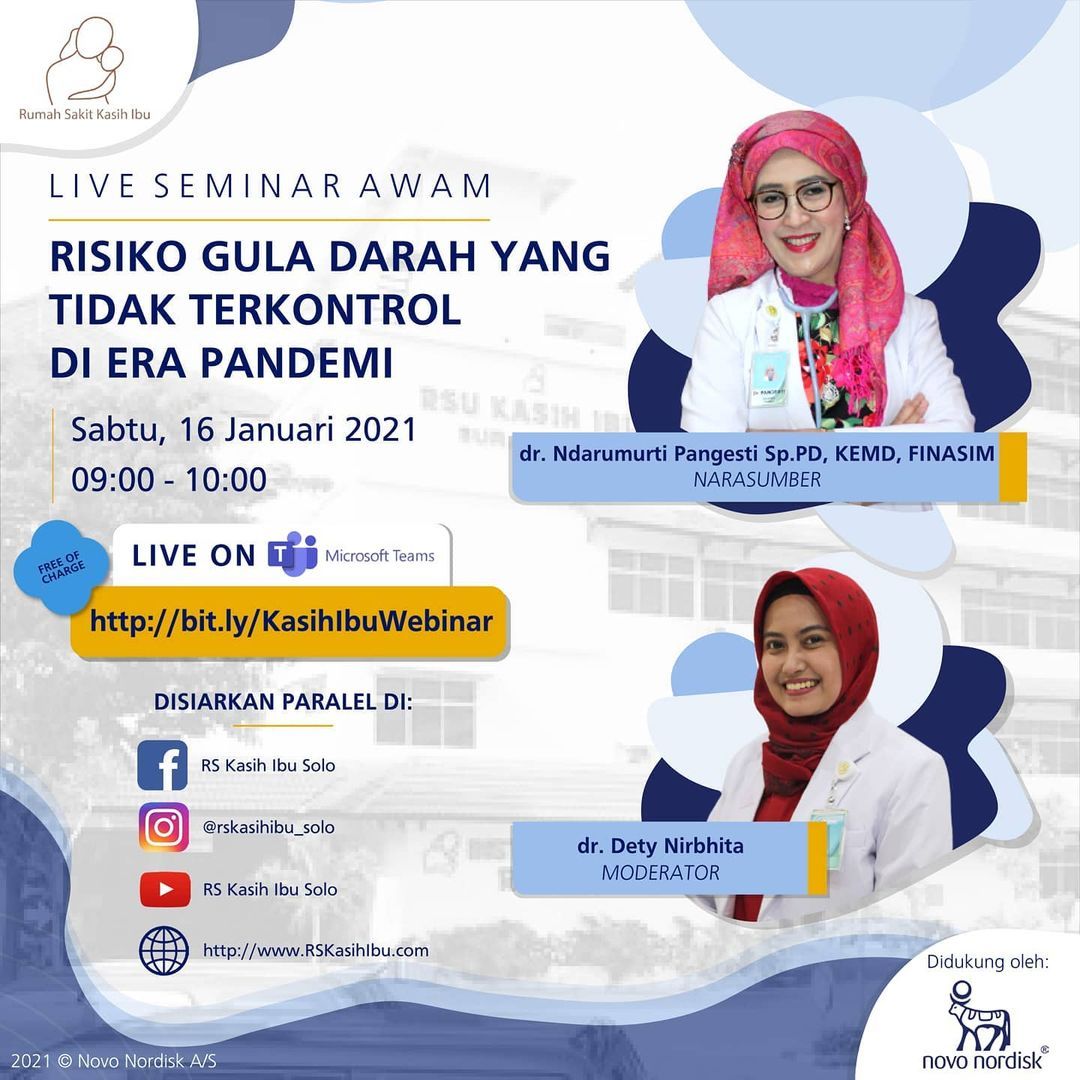 Rumah Sakit Kasih Ibu
LIVE SEMINAR AWAM
RISIKO GULA DARAH YANG
TIDAK TERKONTROL
DI ERA PANDEMI
Sabtu, 16 Januari 2021
09:00 - 10:00
RSU KASIH IBU
dr. Ndarumurti Pangesti Sp.PD, KEMD, FINASIM
NARASUMBER
FREE OF
CHARGE
LIVE ON Microsoft Teams
http://bit.ly/KasihIbuWebinar
DISIARKAN PARALEL DI:
RS Kasih Ibu Solo
@rskasihibu_solo
RS Kasih Ibu Solo
http://www.RSKasihIbu.com
dr. Dety Nirbhita
MODERATOR
Didukung oleh:
novo nordisk®
2021 © Novo Nordisk A/S